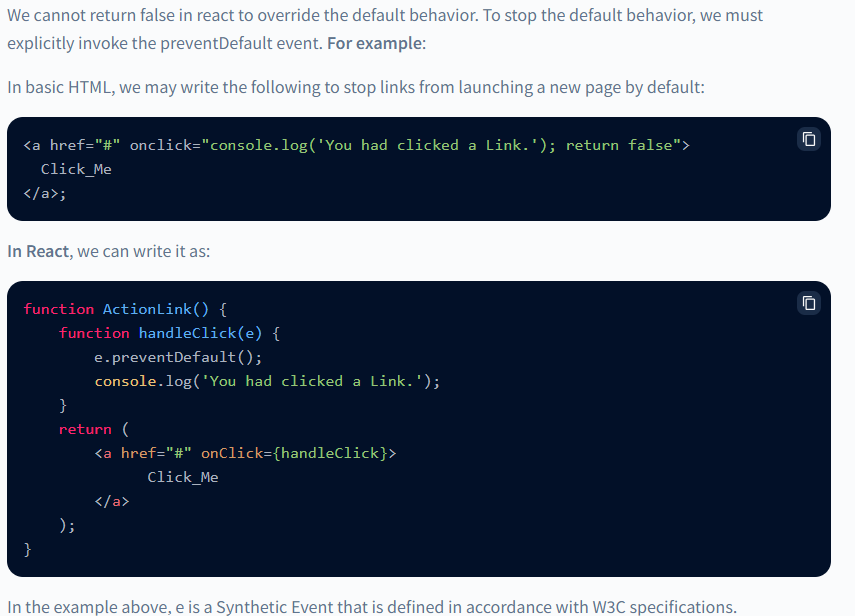 We cannot return false in react to override the default behavior. To stop the default behavior, we must
explicitly invoke the preventDefault event. For example:
In basic HTML, we may write the following to stop links from launching a new page by default:
<a href="#" onclick="console.log('You had clicked a Link.'); return false">
  Click_Me
</a>;
In React, we can write it as:
function ActionLink() {
    function handleClick(e) {
        e.preventDefault();
        console.log('You had clicked a Link.');
    }
    return (
        <a href="#" onClick={handleClick}>
              Click_Me
        </a>
    );
}
In the example above, e is a Synthetic Event that is defined in accordance with W3C specifications.